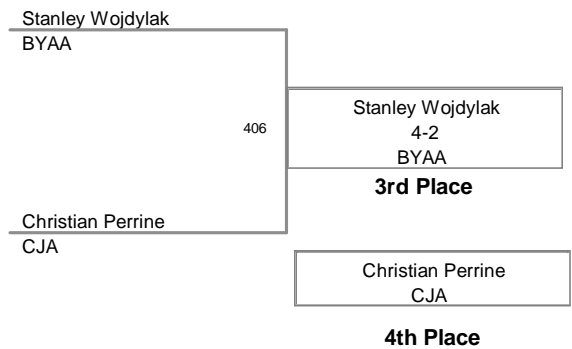 Stanley Wojdylak
BYAA
406
Stanley Wojdylak
4-2
BYAA
3rd Place
Christian Perrine
CJA
Christian Perrine
CJA
4th Place